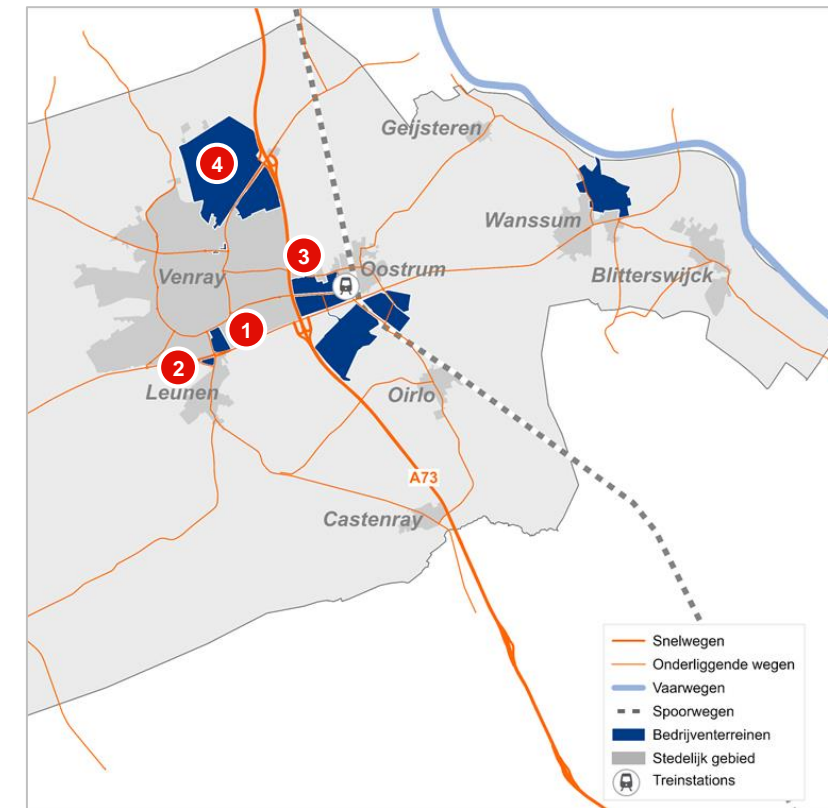 Geijsteren
4
Wanssum
3
Oostrum
Venray
Blitterswijck
1
2
Leunen
Oirlo
A73
Castenray
Snelwegen
Onderliggende wegen
Vaarwegen
Spoorwegen
Bedrijventerreinen
Stedelijk gebied
Treinstations